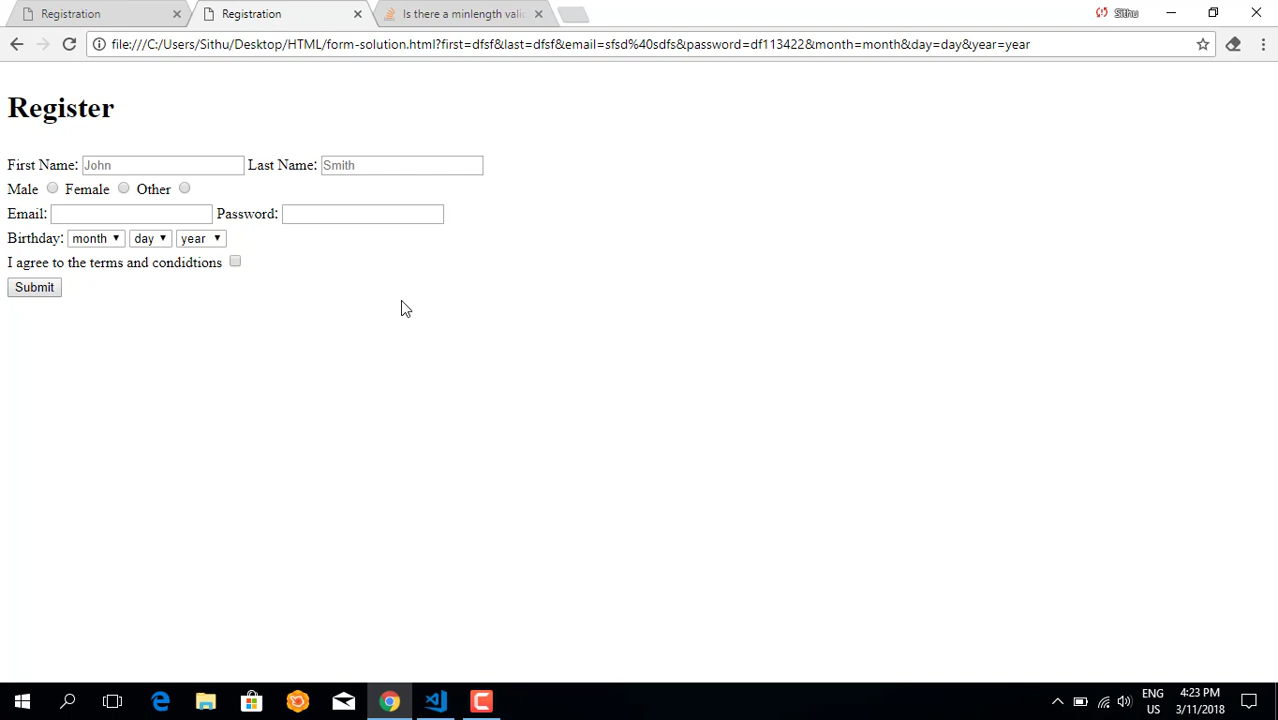 Registration
Registration
Is there a minlength valid
Sithu
file:///C:/Users/Sithu/Desktop/HTML/form-solution.html?first=dfsf&last=dfsf&email=sfsd%40sdfs&password=df113422&month=month&day=day&year=year
Register
First Name: John Last Name: Smith
Male Female Other
Email: Password:
Birthday: month day year
I agree to the terms and condidtions
Submit
ENG 4:23 PM
US 3/11/2018